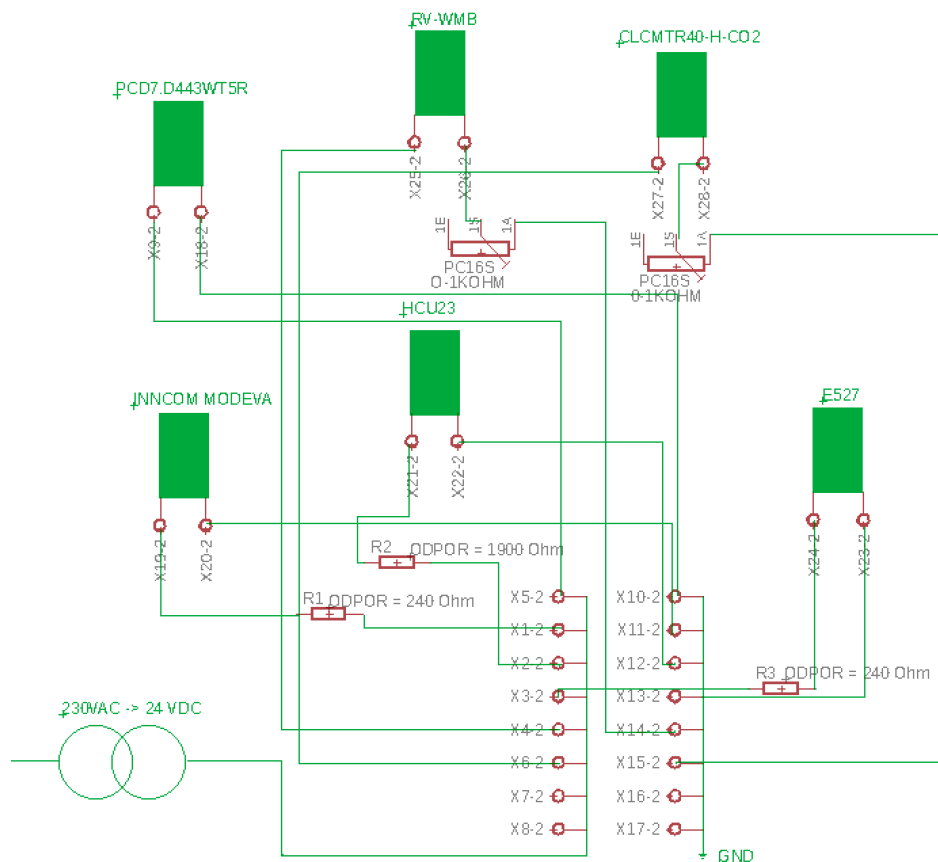 RV-WMB
CLCMTR40-H-CO2
PCD7.D443WT5R
X25-2
X26-2
X27-2
X28-2
X9-2
X18-2
1E
1S
1A
1E
1S
1A
PC16S
0-1KOHM
PC16S
0-1KOHM
HCU23
INNCOM MODEVA
E527
X21-2
X22-2
X19-2
X20-2
X24-2
X23-2
R2 ODPOR = 1900 Ohm
R1 ODPOR = 240 Ohm
X5-2 X10-2
X1-2 X11-2
X2-2 X12-2
R3 ODPOR = 240 Ohm
X3-2 X13-2
230VAC -> 24 VDC
X4-2 X14-2
X6-2 X15-2
X7-2 X16-2
X8-2 X17-2
GND